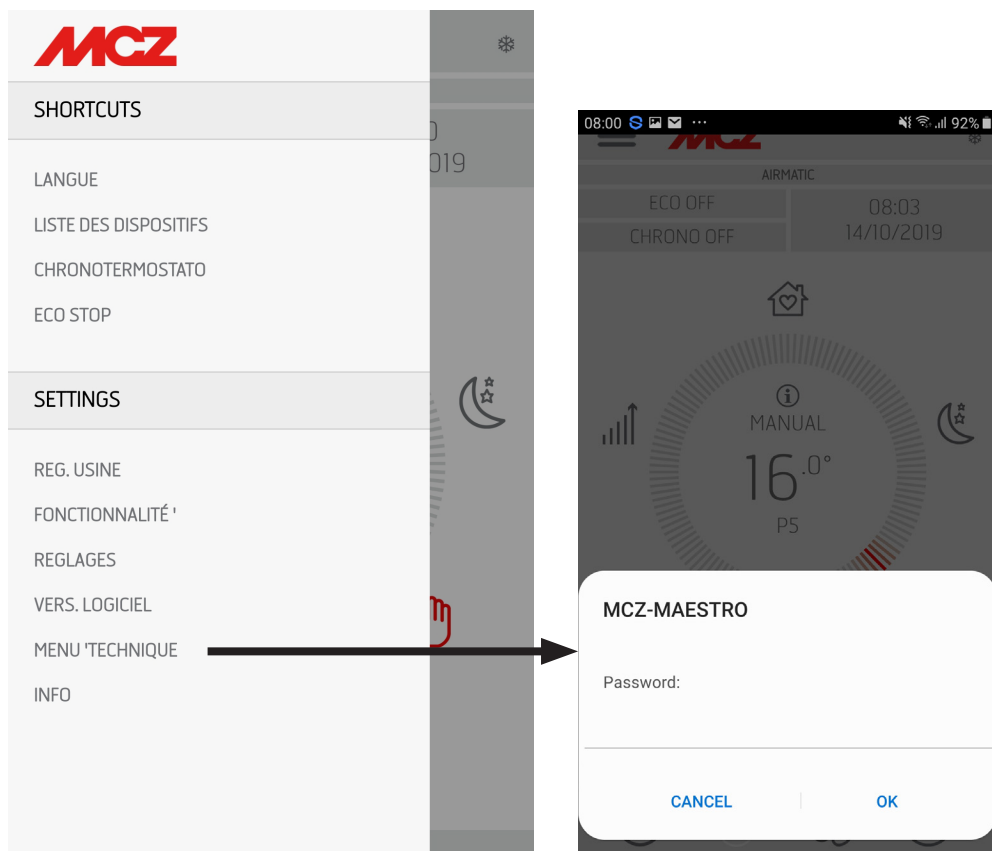 MCZ
SHORTCUTS
LANGUE
LISTE DES DISPOSITIFS
CHRONOTERMOSTATO
ECO STOP
SETTINGS
REG. USINE
FONCTIONNALITÉ '
REGLAGES
VERS. LOGICIEL
MENU 'TECHNIQUE
INFO
019
08:00 ... 92%
MCZ
AIRMATIC
ECO OFF
CHRONO OFF
08:03
14/10/2019
MANUAL
16.0°
P5
MCZ-MAESTRO
Password:
CANCEL
OK